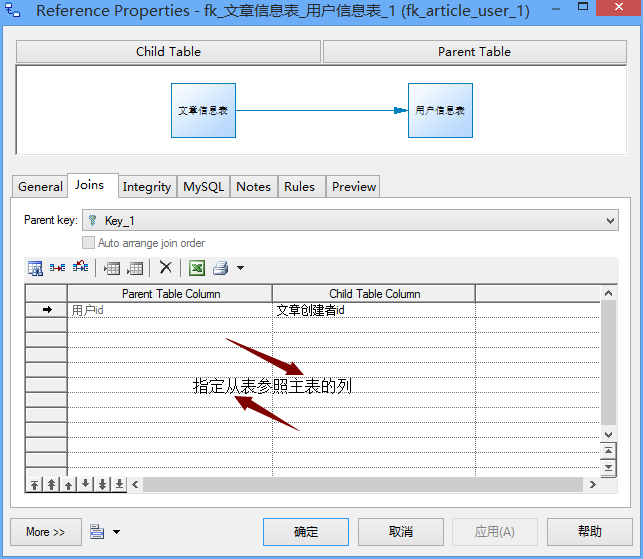 Reference Properties - fk_文章信息表_用户信息表_1 (fk_article_user_1)
Child Table
Parent Table
文章信息表
用户信息表
General
Joins
Integrity
MySQL
Notes
Rules
Preview
Parent key:
Key_1
Auto arrange join order
Parent Table Column
Child Table Column
用户id
文章创建者id
指定从表参照主表的列
More >>
确定
取消
应用(A)
帮助